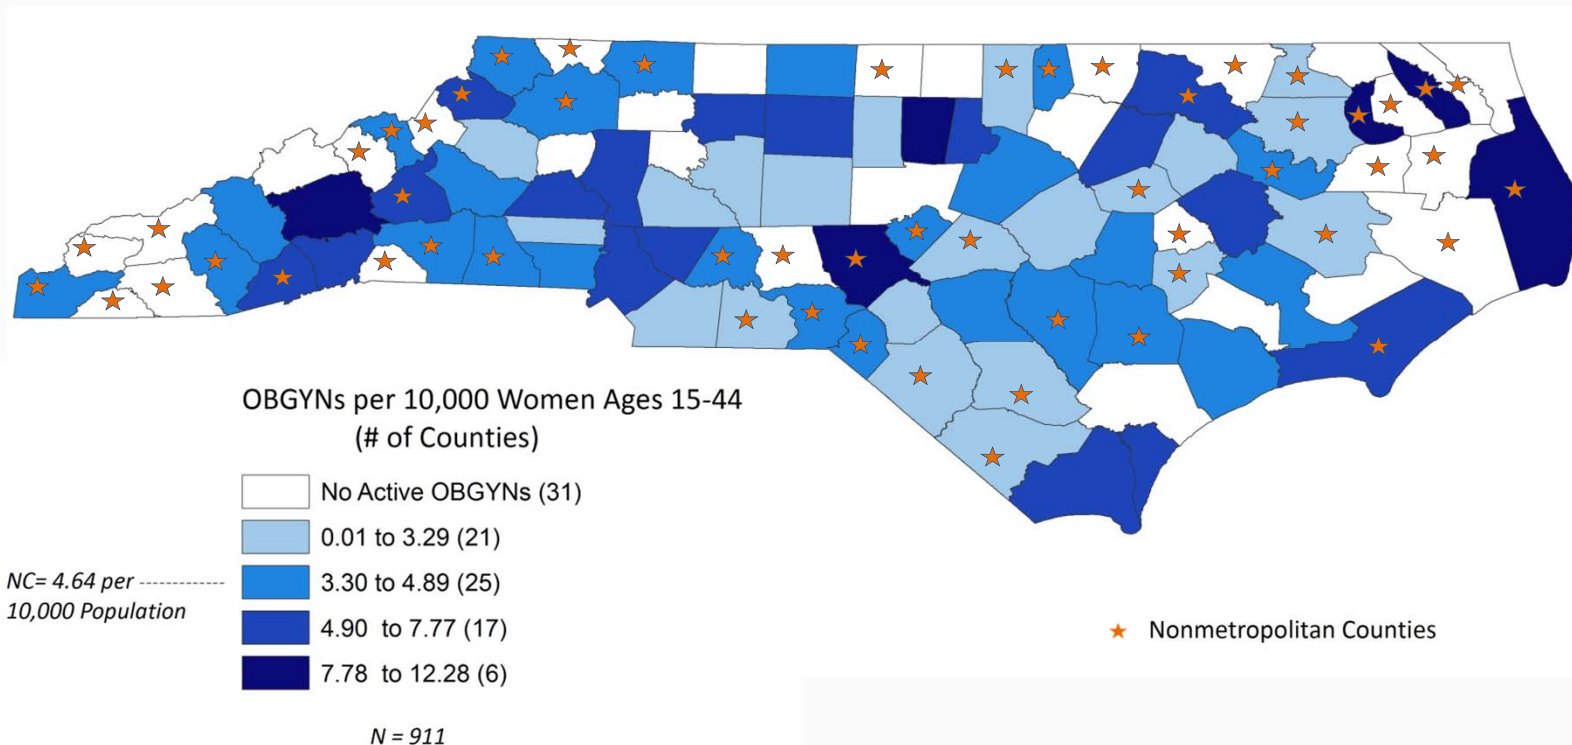 OBGYNs per 10,000 Women Ages 15-44
(# of Counties)
No Active OBGYNs (31)
0.01 to 3.29 (21)
3.30 to 4.89 (25)
4.90 to 7.77 (17)
7.78 to 12.28 (6)
NC= 4.64 per
10,000 Population
N = 911
Nonmetropolitan Counties